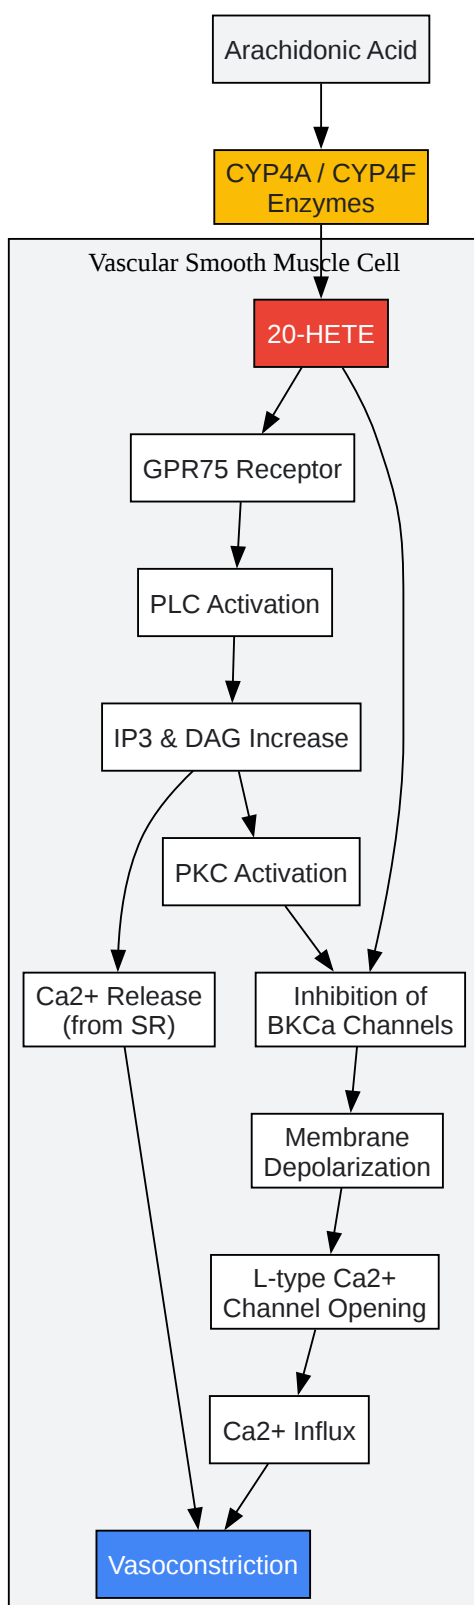 Arachidonic Acid
CYP4A / CYP4F
Enzymes
Vascular Smooth Muscle Cell
20-HETE
GPR75 Receptor
PLC Activation
IP3 & DAG Increase
PKC Activation
Ca2+ Release
(from SR)
Inhibition of
BKCa Channels
Membrane
Depolarization
L-type Ca2+
Channel Opening
Ca2+ Influx
Vasoconstriction